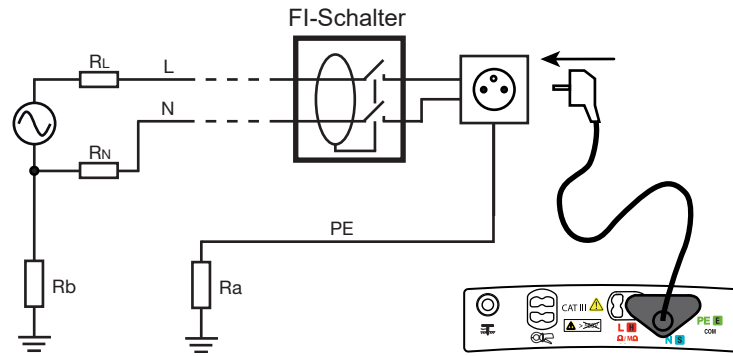 FI-Schalter
RL
L
N
RN
PE
Rb
Ra
CAT III
L H
Ω/MΩ
N S
PE E
COM